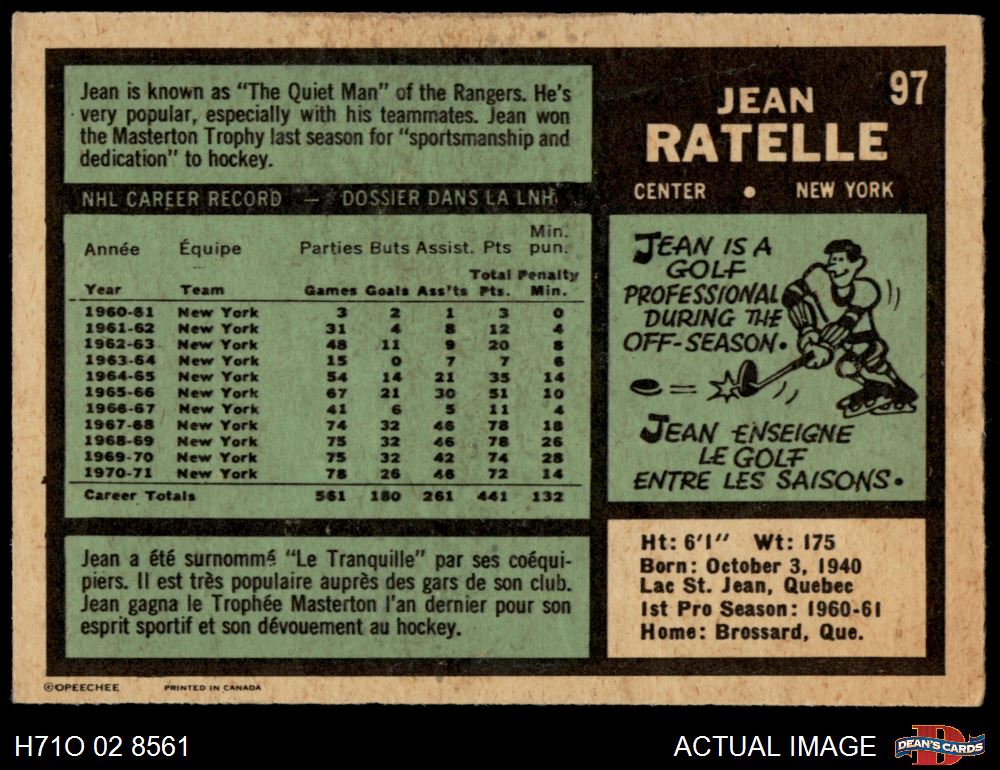 Jean is known as "The Quiet Man" of the Rangers. He's
very popular, especially with his teammates. Jean won
the Masterton Trophy last season for "sportsmanship and
dedication" to hockey.
97
JEAN
RATELLE
CENTER • NEW YORK
NHL CAREER RECORD — DOSSIER DANS LA LNH
Année Équipe Parties Buts Assist. Pts Min. pun.
Year Team Games Goals Ass'ts Total Pts. Penalty Min.
1960-61 New York 3 2 1 3 0
1961-62 New York 31 4 8 12 4
1962-63 New York 48 11 9 20 8
1963-64 New York 15 0 7 7 6
1964-65 New York 54 14 21 35 14
1965-66 New York 67 21 30 51 10
1966-67 New York 41 6 5 11 4
1967-68 New York 74 32 46 78 18
1968-69 New York 75 32 46 78 26
1969-70 New York 75 32 42 74 28
1970-71 New York 78 26 46 72 14
Career Totals 561 180 261 441 132
JEAN IS A
GOLF
PROFESSIONAL
DURING THE
OFF-SEASON.
JEAN ENSEIGNE
LE GOLF
ENTRE LES SAISONS.
Jean a été surnommé "Le Tranquille" par ses coéqui-
piers. Il est très populaire auprès des gars de son club.
Jean gagna le Trophée Masterton l'an dernier pour son
esprit sportif et son dévouement au hockey.
Ht: 6'1" Wt: 175
Born: October 3, 1940
Lac St. Jean, Quebec
1st Pro Season: 1960-61
Home: Brossard, Que.
©OPEECHEE PRINTED IN CANADA
H71O 02 8561
ACTUAL IMAGE
D
DEAN'S CARDS